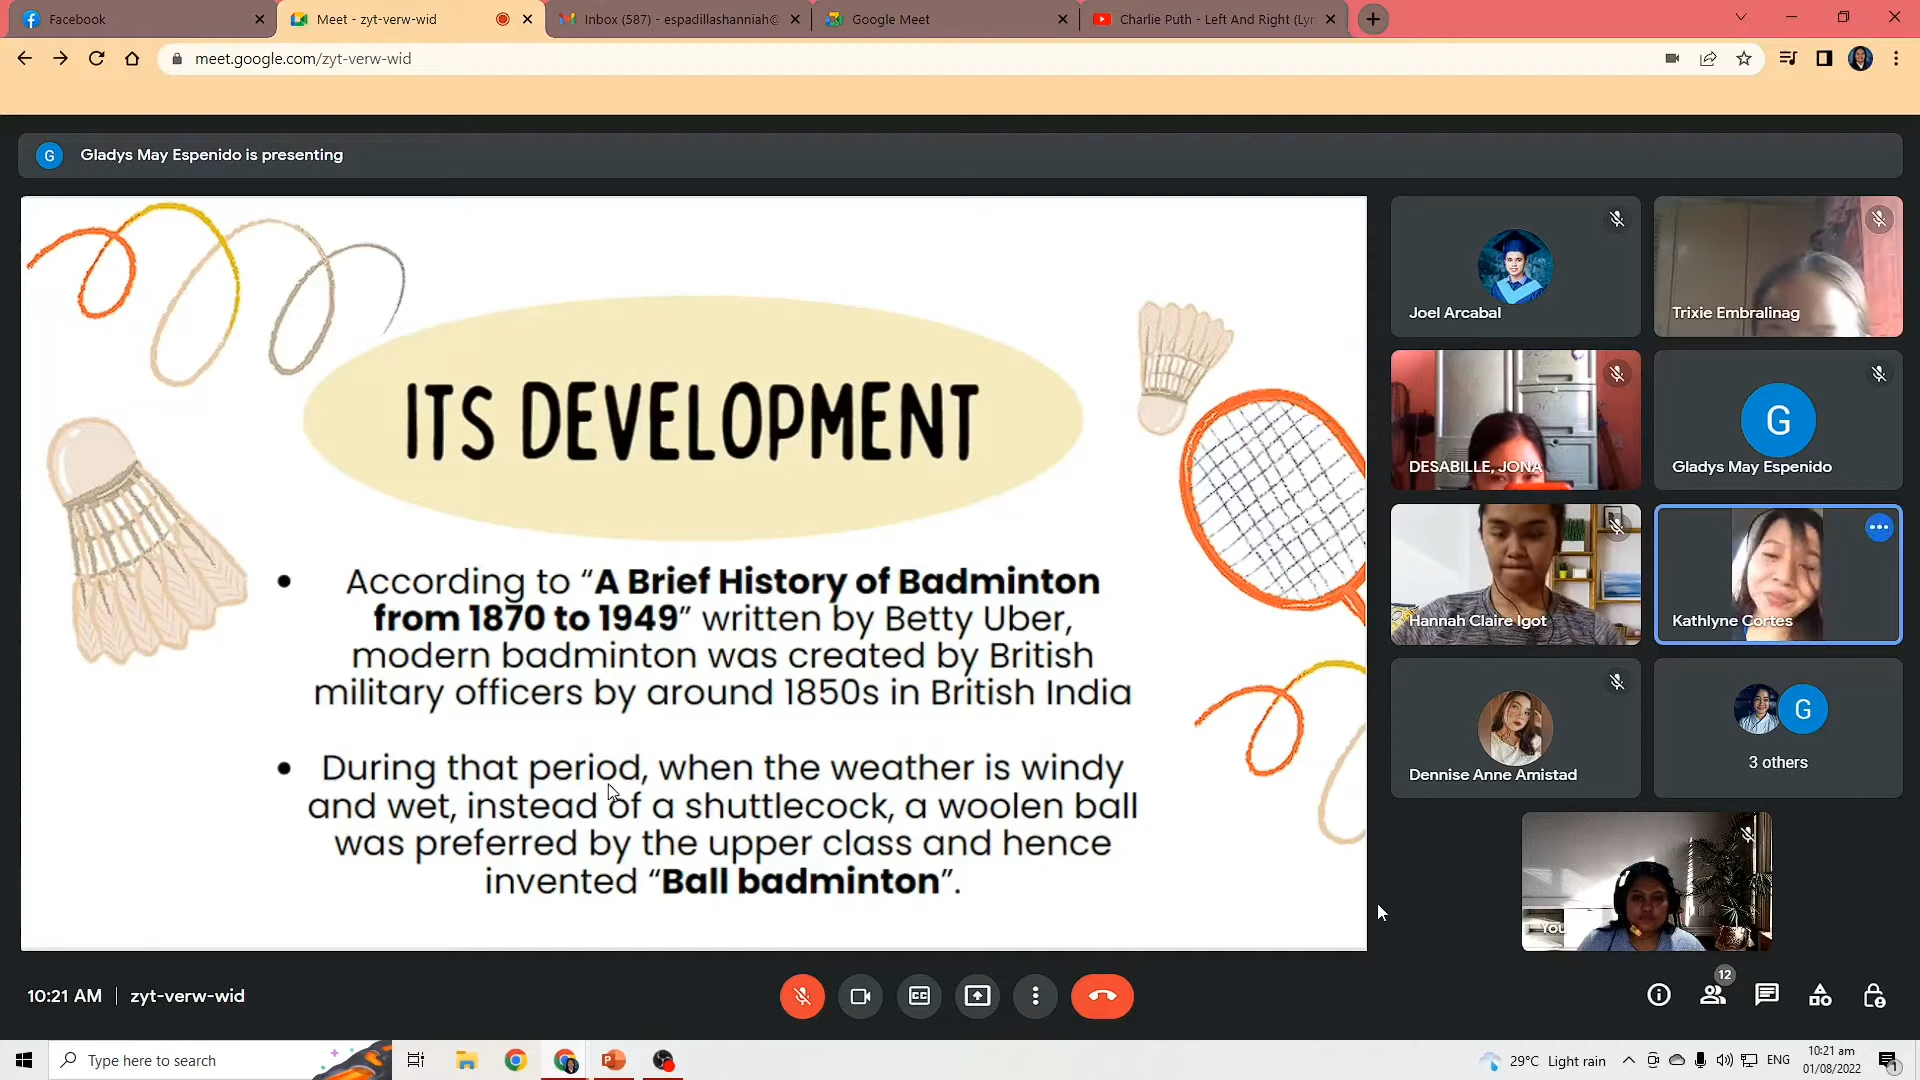 Facebook
Meet - zyt-verw-wid
Inbox (587) - espadillashanniah@
Google Meet
Charlie Puth - Left And Right (Lyr
meet.google.com/zyt-verw-wid
G
Gladys May Espenido is presenting
ITS DEVELOPMENT
According to “A Brief History of Badminton
from 1870 to 1949” written by Betty Uber,
modern badminton was created by British
military officers by around 1850s in British India
During that period, when the weather is windy
and wet, instead of a shuttlecock, a woolen ball
was preferred by the upper class and hence
invented “Ball badminton”.
Joel Arcabal
Trixie Embralinag
DESABILLE, JONA
G
Gladys May Espenido
Hannah Claire Igot
Kathlyne Cortes
Dennise Anne Amistad
G
3 others
You
10:21 AM
zyt-verw-wid
CC
12
Type here to search
29°C Light rain
ENG
10:21 am
01/08/2022
1